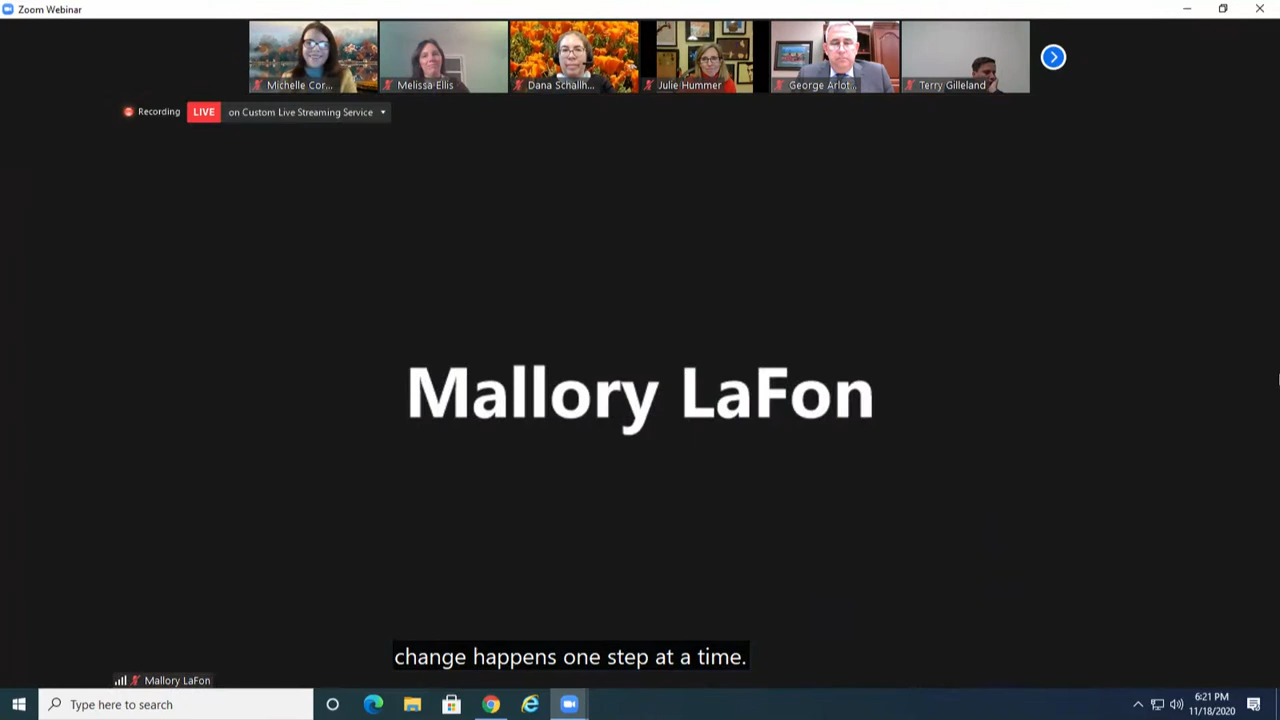 Zoom Webinar
Michelle Cor...
Melissa Ellis
Dana Schallh...
Julie Hummer
George Arlot...
Terry Gilleland
Recording
LIVE
on Custom Live Streaming Service
Mallory LaFon
change happens one step at a time.
Mallory LaFon
Type here to search
6:21 PM
11/18/2020